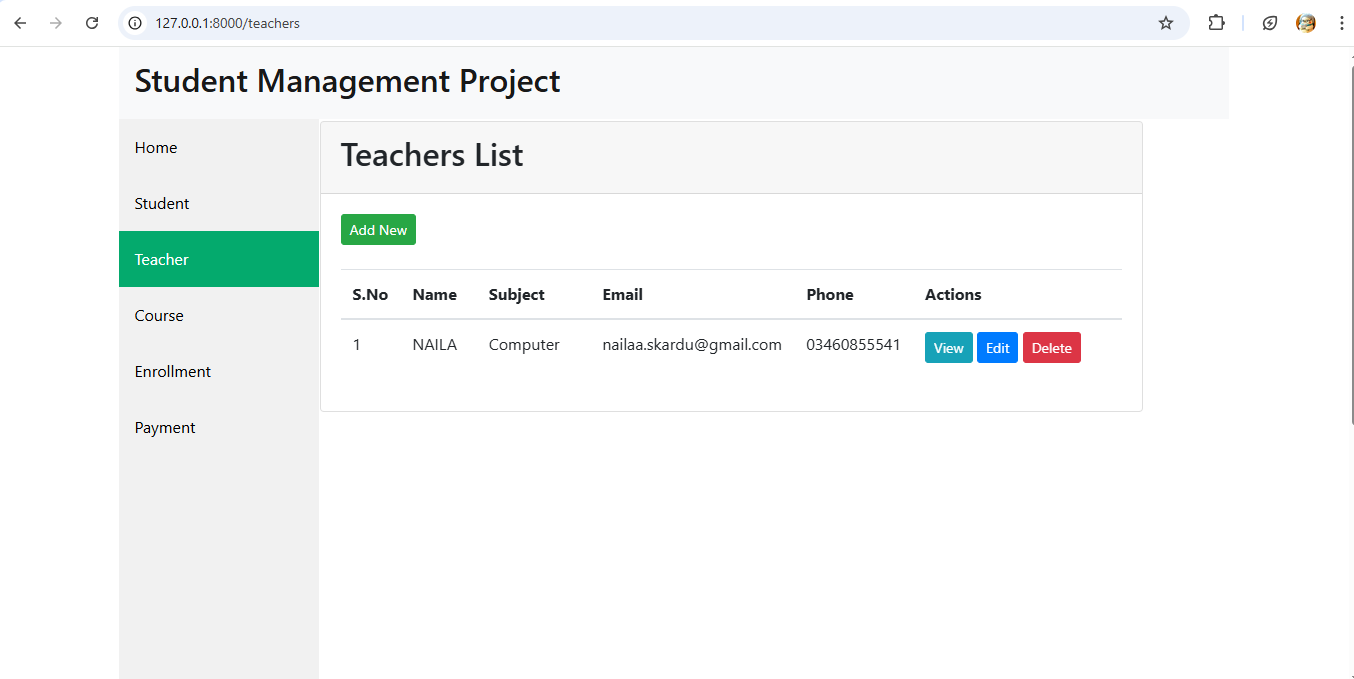 127.0.0.1:8000/teachers
Student Management Project
Home
Student
Teacher
Course
Enrollment
Payment
Teachers List
Add New
S.No Name Subject Email Phone Actions
1 NAILA Computer nailaa.skardu@gmail.com 03460855541 View Edit Delete